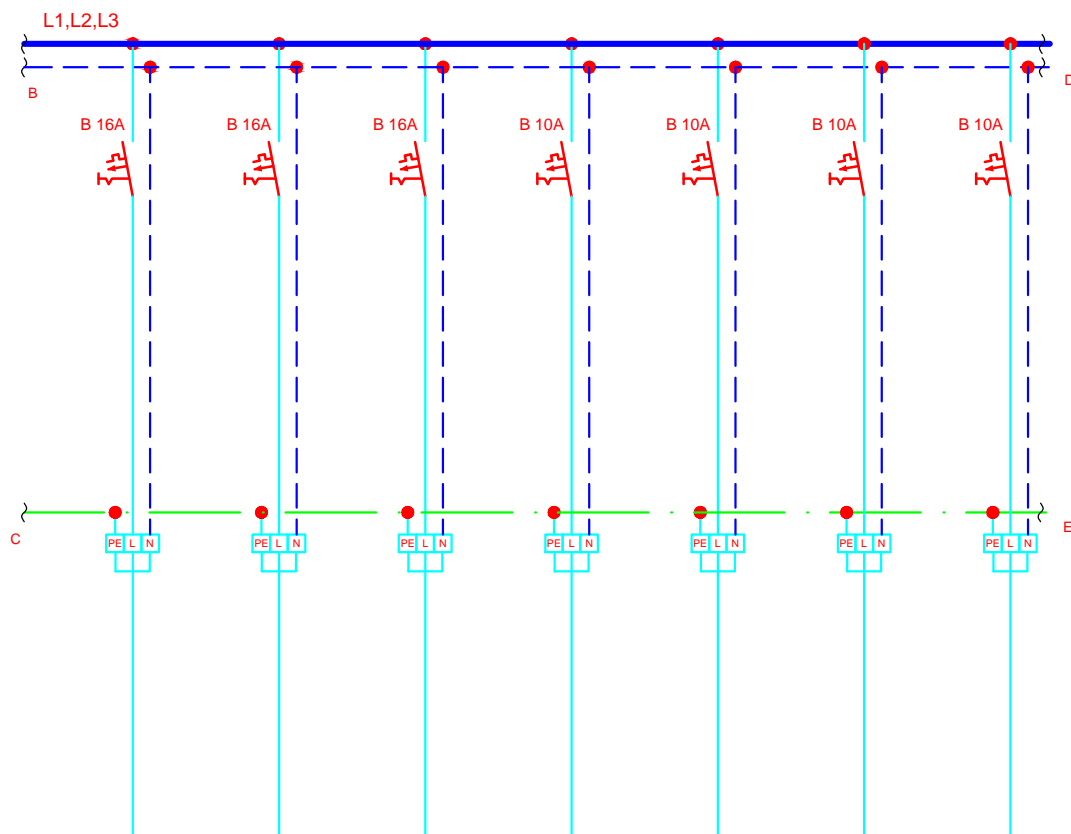 L1,L2,L3
B D
B 16A B 16A B 16A B 10A B 10A B 10A B 10A
C E
PE L N PE L N PE L N PE L N PE L N PE L N PE L N